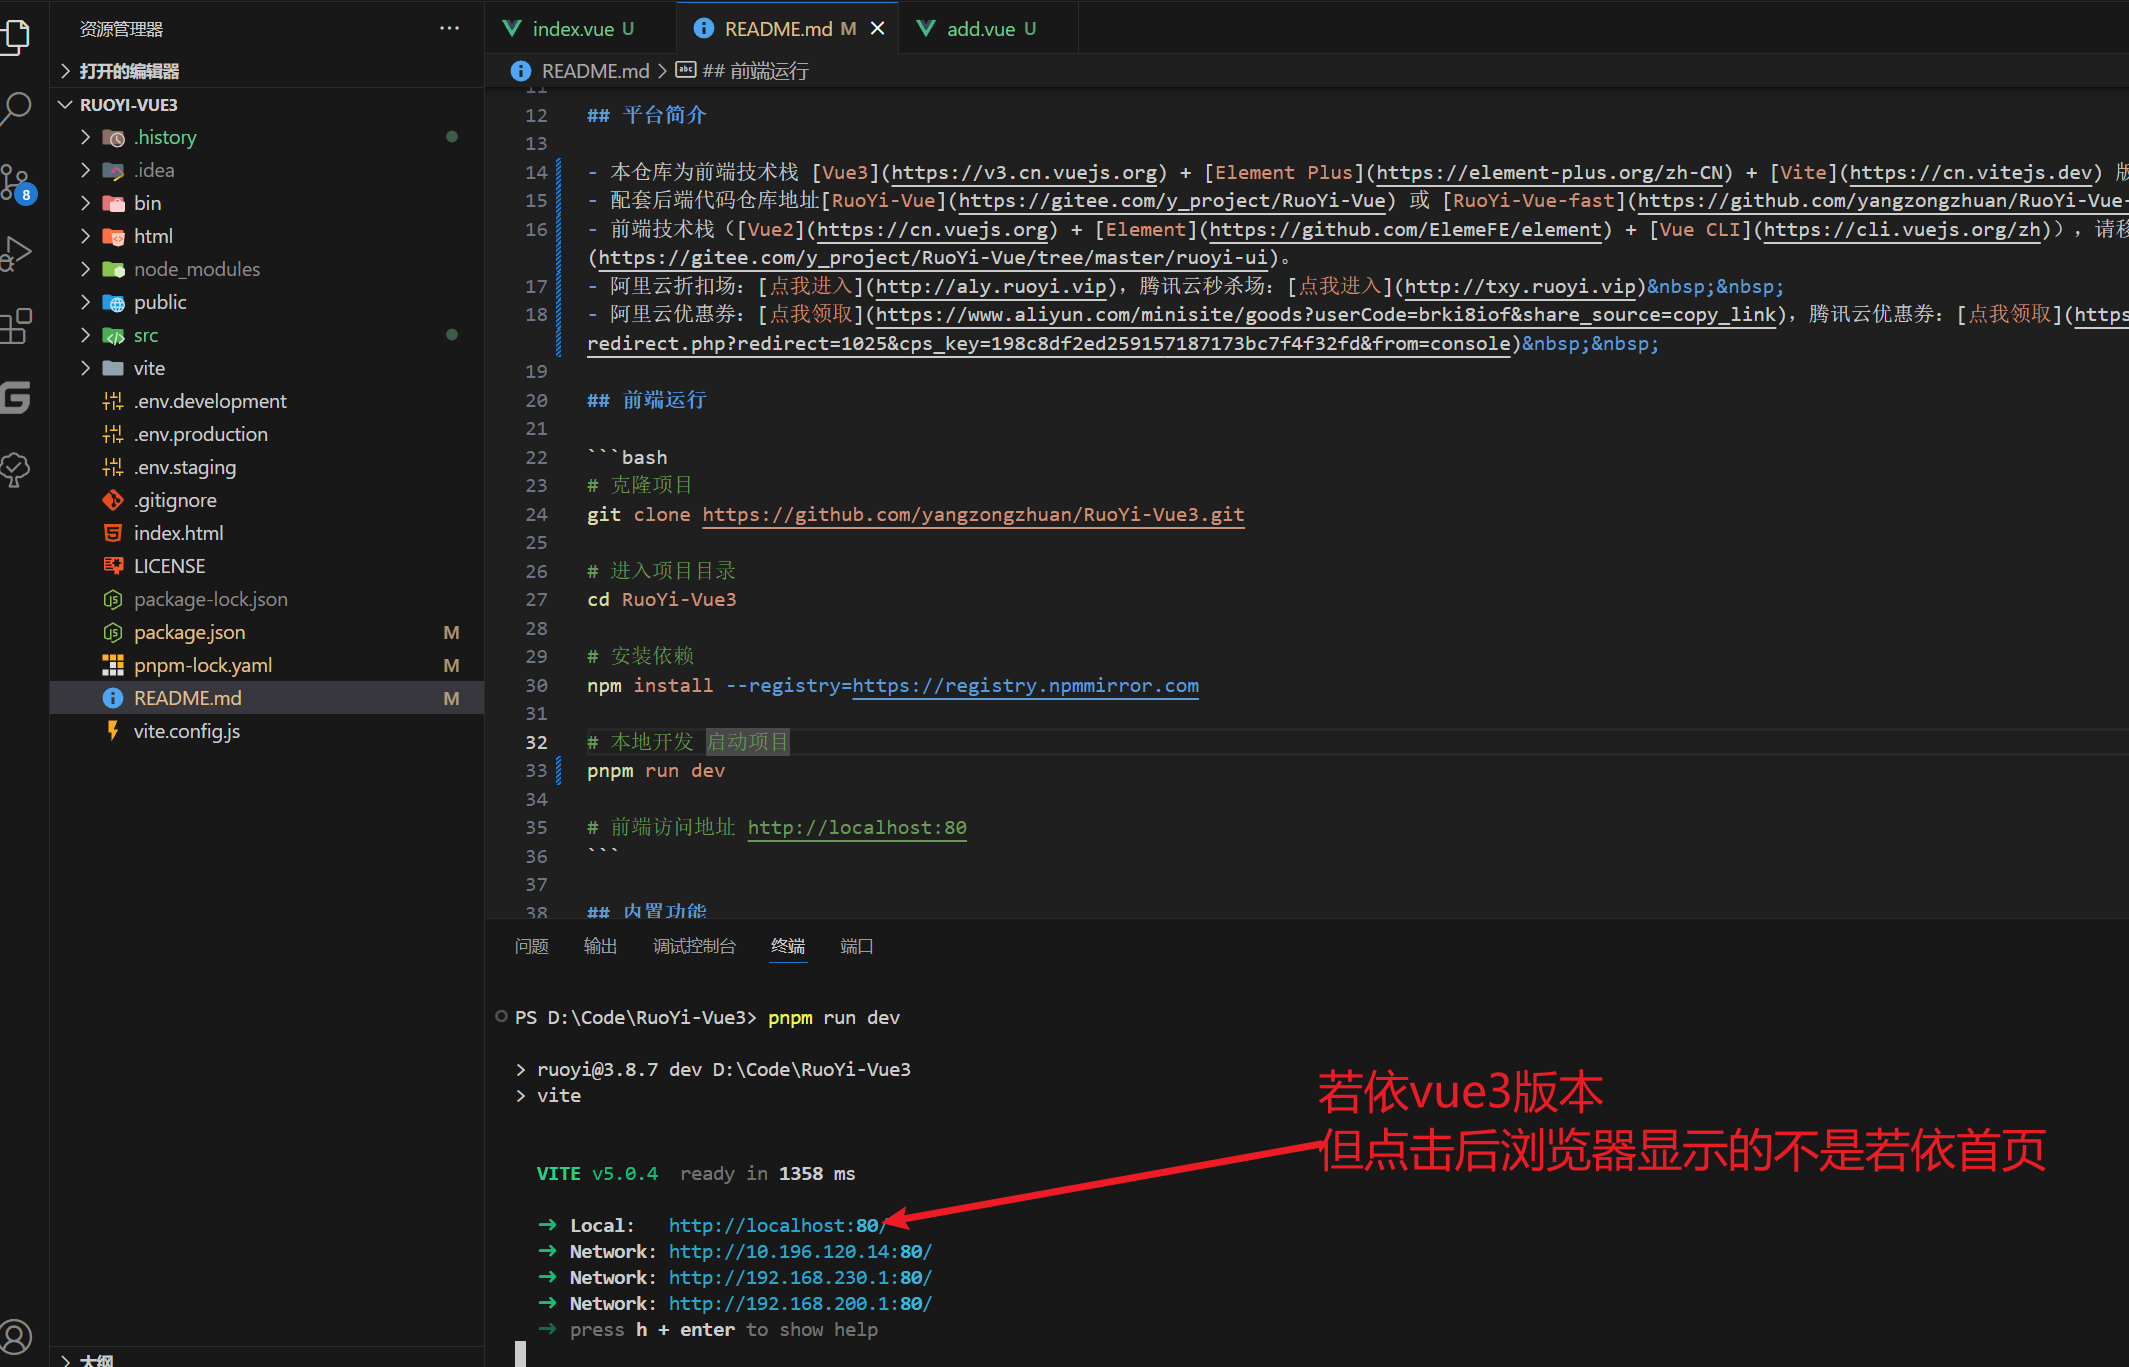 资源管理器
打开的编辑器
RUOYI-VUE3
.history
.idea
bin
html
node_modules
public
src
vite
.env.development
.env.production
.env.staging
.gitignore
index.html
LICENSE
package-lock.json
package.json M
pnpm-lock.yaml M
README.md M
vite.config.js
大纲
8
index.vue U
README.md M
add.vue U
README.md > ## 前端运行
11
12 ## 平台简介
13
14 - 本仓库为前端技术栈 [Vue3](https://v3.cn.vuejs.org) + [Element Plus](https://element-plus.org/zh-CN) + [Vite](https://cn.vitejs.dev) 版
15 - 配套后端代码仓库地址[RuoYi-Vue](https://gitee.com/y_project/RuoYi-Vue) 或 [RuoYi-Vue-fast](https://github.com/yangzongzhuan/RuoYi-Vue-
16 - 前端技术栈（[Vue2](https://cn.vuejs.org) + [Element](https://github.com/ElemeFE/element) + [Vue CLI](https://cli.vuejs.org/zh)），请移
(https://gitee.com/y_project/RuoYi-Vue/tree/master/ruoyi-ui)。
17 - 阿里云折扣场：[点我进入](http://aly.ruoyi.vip)，腾讯云秒杀场：[点我进入](http://txy.ruoyi.vip)&nbsp;&nbsp;
18 - 阿里云优惠券：[点我领取](https://www.aliyun.com/minisite/goods?userCode=brki8iof&share_source=copy_link)，腾讯云优惠券：[点我领取](https
redirect.php?redirect=1025&cps_key=198c8df2ed259157187173bc7f4f32fd&from=console)&nbsp;&nbsp;
19
20 ## 前端运行
21
22 ```bash
23 # 克隆项目
24 git clone https://github.com/yangzongzhuan/RuoYi-Vue3.git
25
26 # 进入项目目录
27 cd RuoYi-Vue3
28
29 # 安装依赖
30 npm install --registry=https://registry.npmmirror.com
31
32 # 本地开发 启动项目
33 pnpm run dev
34
35 # 前端访问地址 http://localhost:80
36 ```
37
38 ## 内置功能
问题 输出 调试控制台 终端 端口
PS D:\Code\RuoYi-Vue3> pnpm run dev
> ruoyi@3.8.7 dev D:\Code\RuoYi-Vue3
> vite
VITE v5.0.4 ready in 1358 ms
➜ Local: http://localhost:80/
➜ Network: http://10.196.120.14:80/
➜ Network: http://192.168.230.1:80/
➜ Network: http://192.168.200.1:80/
➜ press h + enter to show help
若依vue3版本
但点击后浏览器显示的不是若依首页